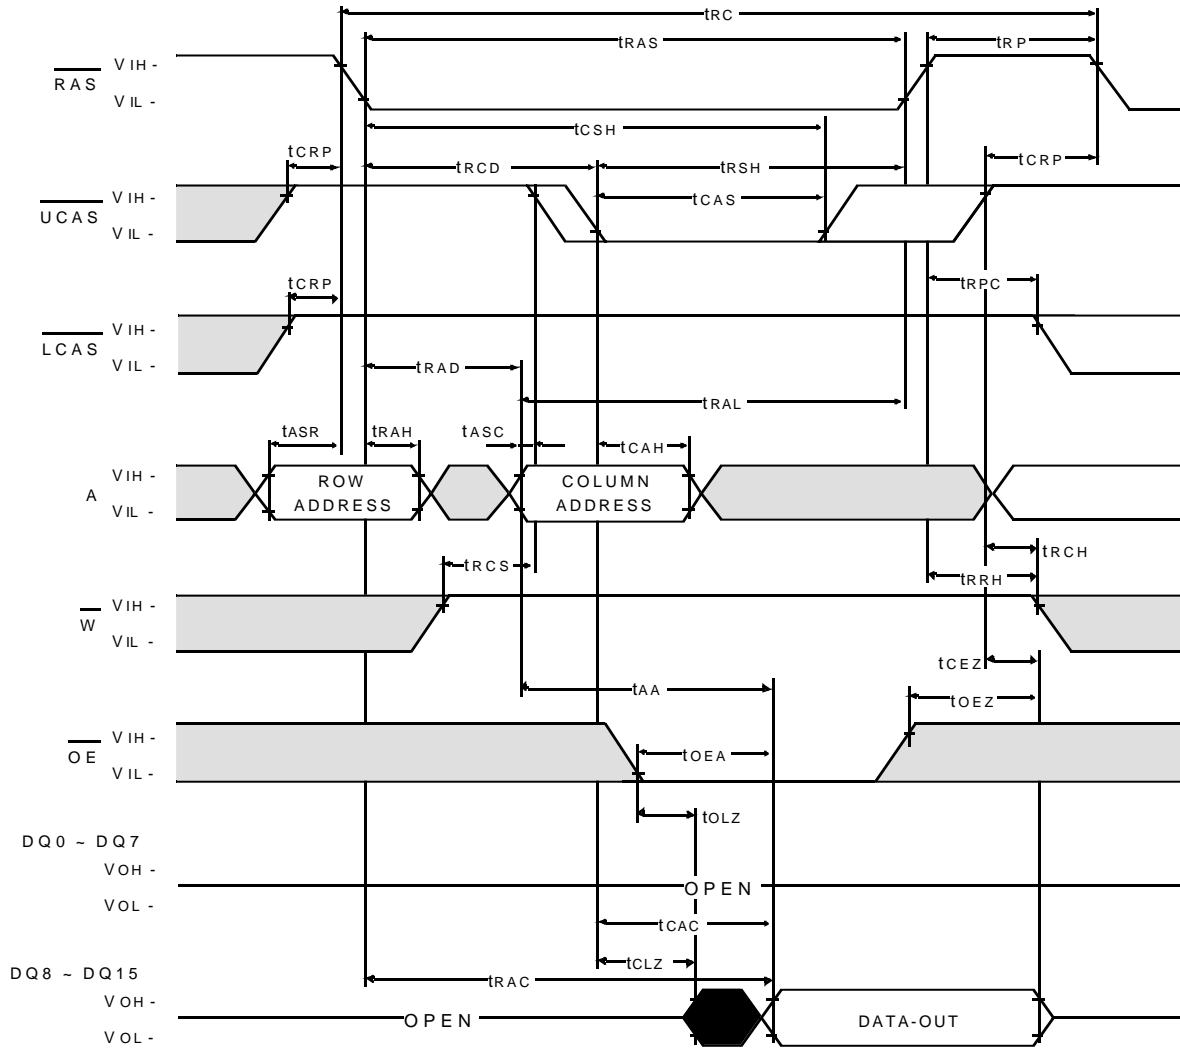 tRC
tRAS
tRP
RAS
VIH -
VIL -
tCSH
tCRP
tRCD
tRSH
tCRP
UCAS
VIH -
VIL -
tCAS
tCRP
tRPC
LCAS
VIH -
VIL -
tRAD
tRAL
tASR
tRAH
tASC
tCAH
A
VIH -
VIL -
ROW
ADDRESS
COLUMN
ADDRESS
tRCS
tRCH
tRRH
W
VIH -
VIL -
tCEZ
tAA
tOEZ
OE
VIH -
VIL -
tOEA
tOLZ
DQ0 ~ DQ7
VOH -
VOL -
OPEN
tCAC
tCLZ
tRAC
DQ8 ~ DQ15
VOH -
VOL -
OPEN
DATA-OUT